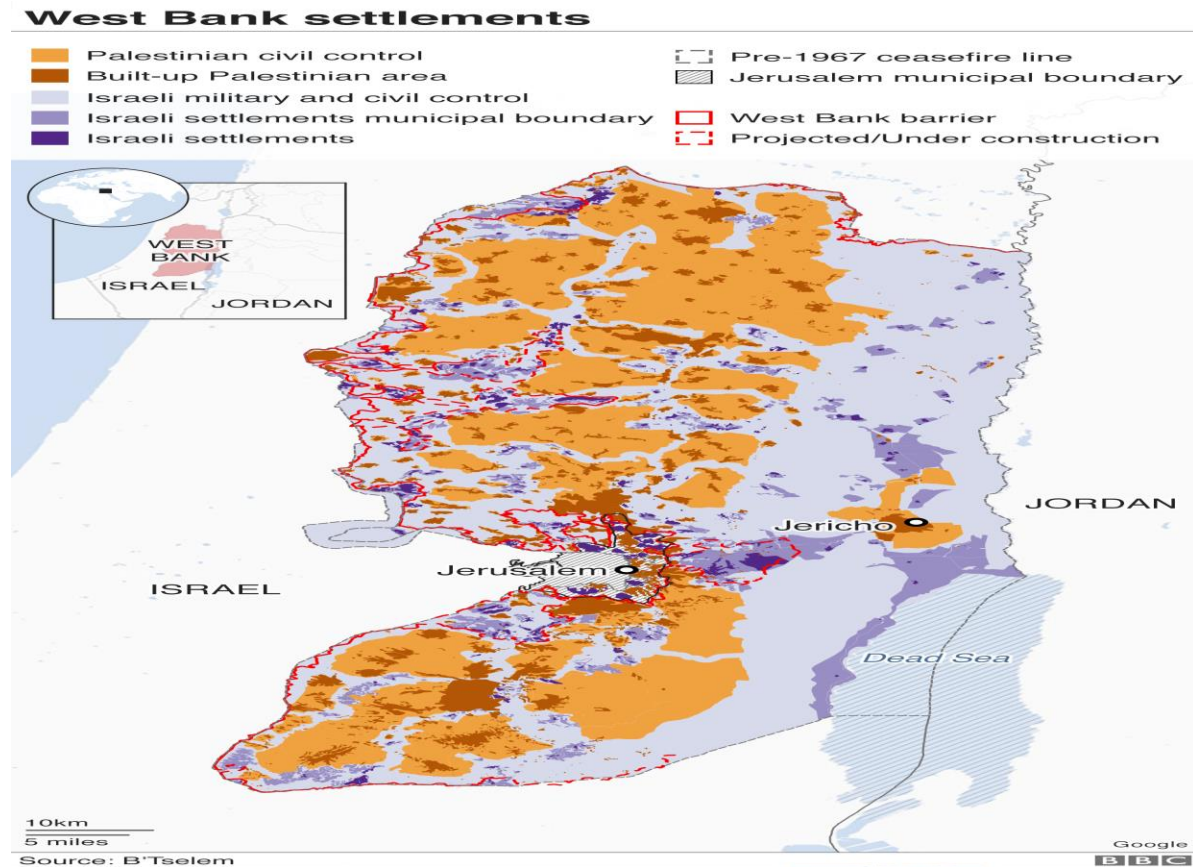 West Bank settlements
Palestinian civil control
Built-up Palestinian area
Israeli military and civil control
Israeli settlements municipal boundary
Israeli settlements
Pre-1967 ceasefire line
Jerusalem municipal boundary
West Bank barrier
Projected/Under construction
WEST
BANK
ISRAEL
JORDAN
JORDAN
Jericho
Jerusalem
ISRAEL
Dead Sea
10km
5 miles
Google
Source: B'Tselem
BBC